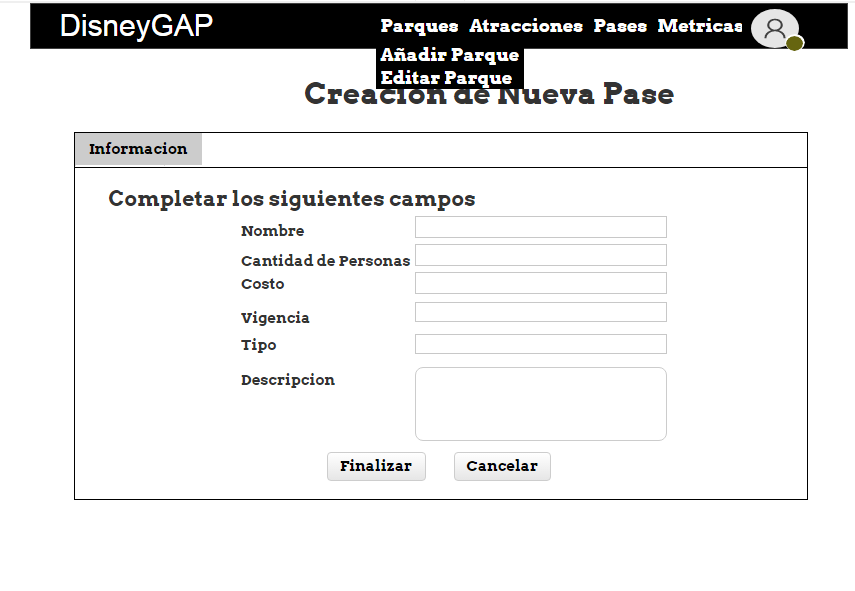 DisneyGAP Parques Atracciones Pases Metricas
Añadir Parque
Editar Parque
Creacion de Nueva Pase
Informacion
Completar los siguientes campos
Nombre
Cantidad de Personas
Costo
Vigencia
Tipo
Descripcion
Finalizar Cancelar